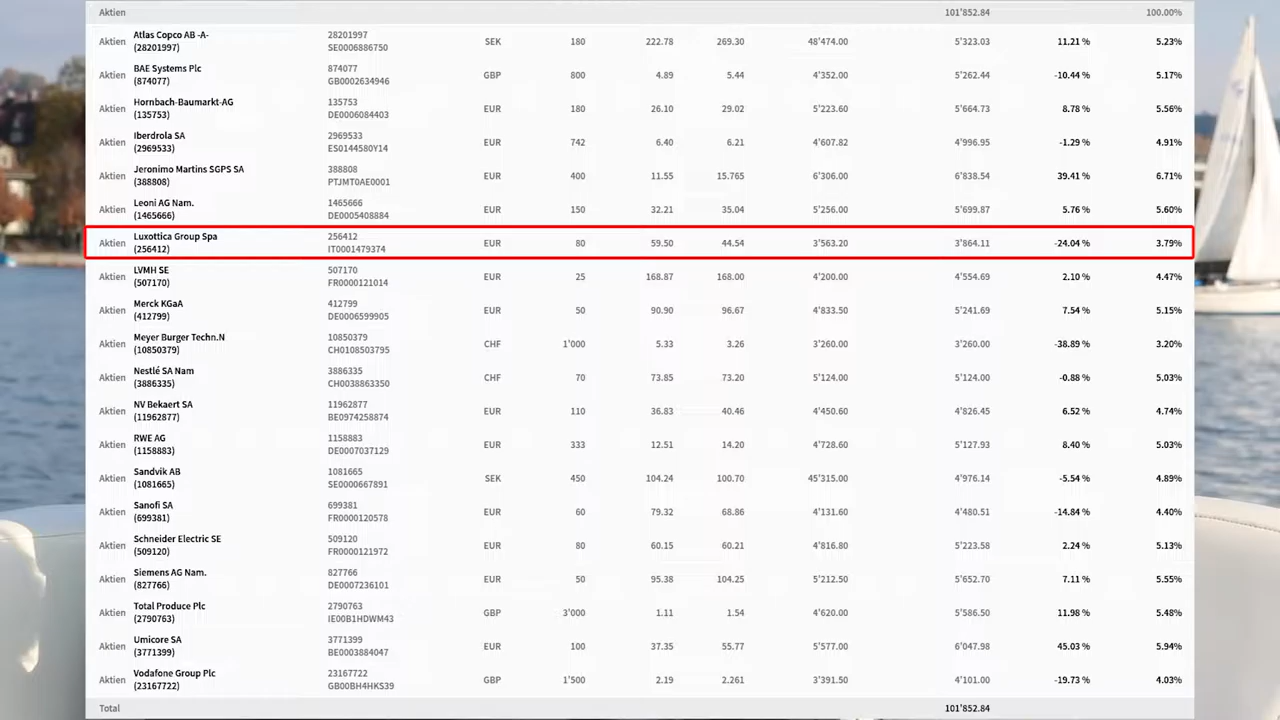 Aktien 101'852.84 100.00%
Atlas Copco AB -A- 28201997
Aktien (28201997) SE0006886750 SEK 180 222.78 269.30 48'474.00 5'323.03 11,21 % 5.23%
BAE Systems Plc 874077
Aktien (874077) GB0002634946 GBP 800 4.89 5.44 4'352.00 5'262.44 -10.44 % 5.17%
Hornbach-Baumarkt-AG 135753
Aktien (135753) DE0006084403 EUR 180 26.10 29.02 5'223.60 5'664.73 8.78 % 5.56%
Iberdrola SA 2969533
Aktien (2969533) ES0144580Y14 EUR 742 6.40 6.21 4'607.82 4'996.95 -1.29 % 4.91%
Jeronimo Martins SGPS SA 388808
Aktien (388808) PTJMT0AE0001 EUR 400 11.55 15.765 6'306.00 6'838.54 39.41 % 6.71%
Leoni AG Nam. 1465666
Aktien (1465666) DE0005408884 EUR 150 32.21 35.04 5'256.00 5'699.87 5.76 % 5.60%
Luxottica Group Spa 256412
Aktien (256412) IT0001479374 EUR 80 59.50 44.54 3'563.20 3'864.11 -24.04 % 3.79%
LVMH SE 507170
Aktien (507170) FR0000121014 EUR 25 168.87 168.00 4'200.00 4'554.69 2.10 % 4.47%
Merck KGaA 412799
Aktien (412799) DE0006599905 EUR 50 90.90 96.67 4'833.50 5'241.69 7.54 % 5.15%
Meyer Burger Techn.N 10850379
Aktien (10850379) CH0108503795 CHF 1'000 5.33 3.26 3'260.00 3'260.00 -38.89 % 3.20%
Nestlé SA Nam 3886335
Aktien (3886335) CH0038863350 CHF 70 73.85 73.20 5'124.00 5'124.00 -0.88 % 5.03%
NV Bekaert SA 11962877
Aktien (11962877) BE0974258874 EUR 110 36.83 40.46 4'450.60 4'826.45 6.52 % 4.74%
RWE AG 1158883
Aktien (1158883) DE0007037129 EUR 333 12.51 14.20 4'728.60 5'127.93 8.40 % 5.03%
Sandvik AB 1081665
Aktien (1081665) SE0000667891 SEK 450 104.24 100.70 45'315.00 4'976.14 -5.54 % 4.89%
Sanofi SA 699381
Aktien (699381) FR0000120578 EUR 60 79.32 68.86 4'131.60 4'480.51 -14.84 % 4.40%
Schneider Electric SE 509120
Aktien (509120) FR0000121972 EUR 80 60.15 60.21 4'816.80 5'223.58 2.24 % 5.13%
Siemens AG Nam. 827766
Aktien (827766) DE0007236101 EUR 50 95.38 104.25 5'212.50 5'652.70 7.11 % 5.55%
Total Produce Plc 2790763
Aktien (2790763) IE00B1HDWM43 GBP 3'000 1.11 1.54 4'620.00 5'586.50 11.98 % 5.48%
Umicore SA 3771399
Aktien (3771399) BE0003884047 EUR 100 37.35 55.77 5'577.00 6'047.98 45.03 % 5.94%
Vodafone Group Plc 23167722
Aktien (23167722) GB00BH4HKS39 GBP 1'500 2.19 2.261 3'391.50 4'101.00 -19.73 % 4.03%
Total 101'852.84